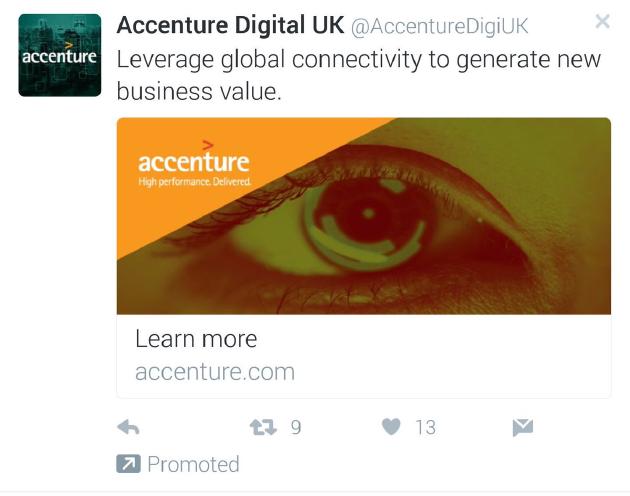 accenture
Accenture Digital UK @AccentureDigiUK
Leverage global connectivity to generate new
business value.
accenture
High performance. Delivered.
Learn more
accenture.com
9 13
Promoted